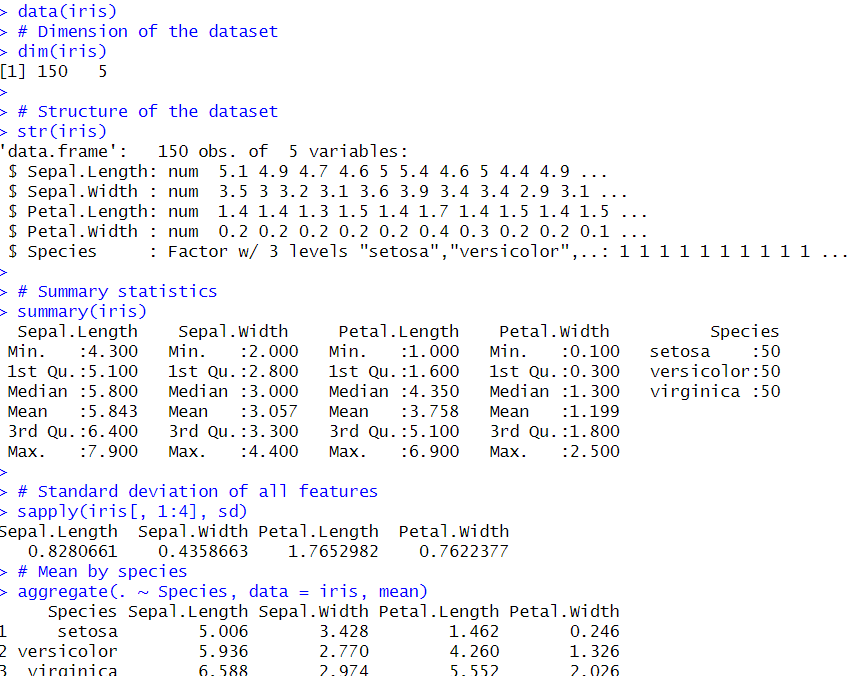 > data(iris)
> # Dimension of the dataset
> dim(iris)
[1] 150   5
>
> # Structure of the dataset
> str(iris)
'data.frame':   150 obs. of  5 variables:
 $ Sepal.Length: num  5.1 4.9 4.7 4.6 5 5.4 4.6 5 4.4 4.9 ...
 $ Sepal.Width : num  3.5 3 3.2 3.1 3.6 3.9 3.4 3.4 2.9 3.1 ...
 $ Petal.Length: num  1.4 1.4 1.3 1.5 1.4 1.7 1.4 1.5 1.4 1.5 ...
 $ Petal.Width : num  0.2 0.2 0.2 0.2 0.2 0.4 0.3 0.2 0.2 0.1 ...
 $ Species     : Factor w/ 3 levels "setosa","versicolor",..: 1 1 1 1 1 1 1 1 1 1 ...
>
> # Summary statistics
> summary(iris)
  Sepal.Length    Sepal.Width     Petal.Length    Petal.Width          Species
 Min.   :4.300   Min.   :2.000   Min.   :1.000   Min.   :0.100   setosa    :50
 1st Qu.:5.100   1st Qu.:2.800   1st Qu.:1.600   1st Qu.:0.300   versicolor:50
 Median :5.800   Median :3.000   Median :4.350   Median :1.300   virginica :50
 Mean   :5.843   Mean   :3.057   Mean   :3.758   Mean   :1.199
 3rd Qu.:6.400   3rd Qu.:3.300   3rd Qu.:5.100   3rd Qu.:1.800
 Max.   :7.900   Max.   :4.400   Max.   :6.900   Max.   :2.500
>
> # Standard deviation of all features
> sapply(iris[, 1:4], sd)
Sepal.Length  Sepal.Width Petal.Length  Petal.Width
   0.8280661    0.4358663    1.7652982    0.7622377
> # Mean by species
> aggregate(. ~ Species, data = iris, mean)
     Species Sepal.Length Sepal.Width Petal.Length Petal.Width
1     setosa        5.006       3.428        1.462       0.246
2 versicolor        5.936       2.770        4.260       1.326
3  virginica        6.588       2.974        5.552       2.026